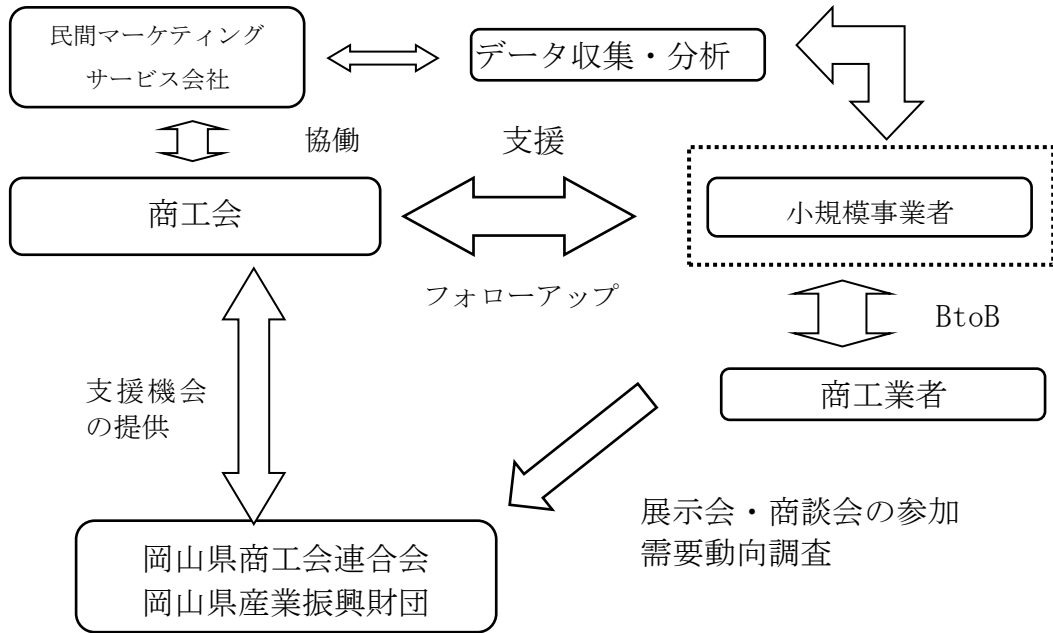 民間マーケティング
サービス会社
データ収集・分析
協働
支援
商工会
小規模事業者
フォローアップ
BtoB
支援機会
の提供
商工業者
展示会・商談会の参加
需要動向調査
岡山県商工会連合会
岡山県産業振興財団